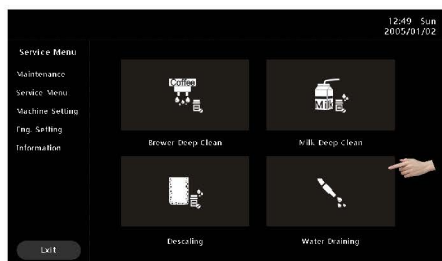 12:49 Sun
2005/01/02
Service Menu
Maintenance
Service Menu
Machine Setting
Eng. Setting
Information
Exit
Coffee
Brewer Deep Clean
Milk
Milk Deep Clean
Descaling
Water Draining